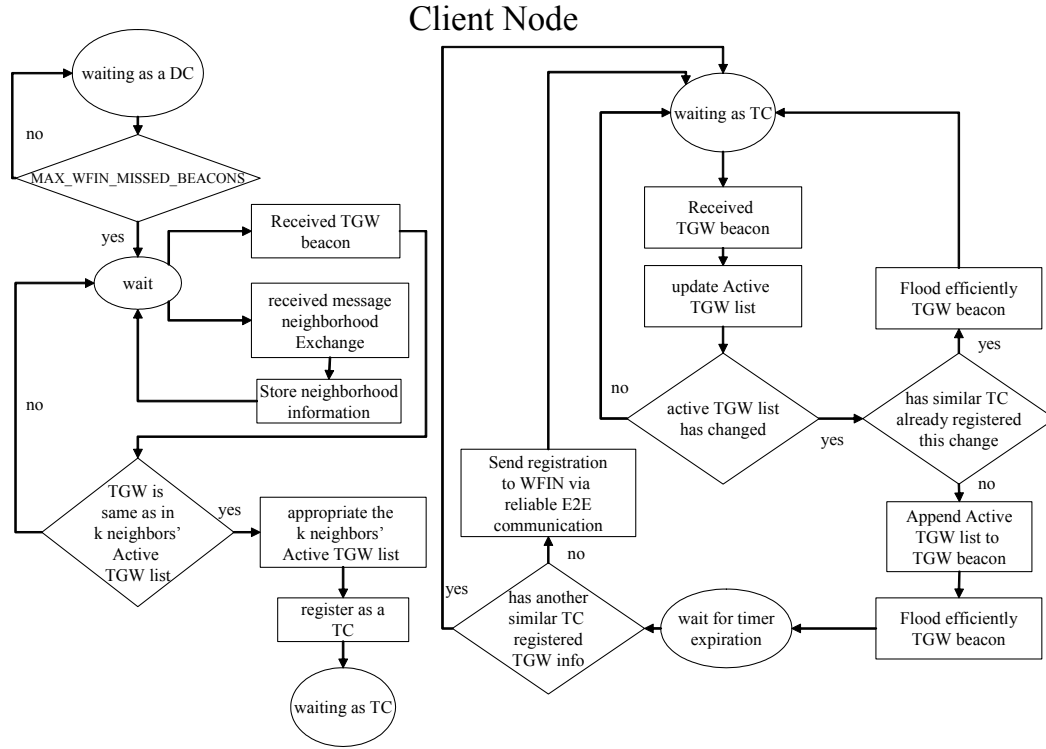 Client Node
waiting as a DC
no
MAX_WFIN_MISSED_BEACONS
yes
wait
Received TGW
beacon
received message
neighborhood
Exchange
Store neighborhood
information
no
TGW is
same as in
k neighbors'
Active
TGW list
yes
appropriate the
k neighbors'
Active TGW list
register as a
TC
waiting as TC
waiting as TC
Received
TGW beacon
update Active
TGW list
no
active TGW list
has changed
yes
Flood efficiently
TGW beacon
yes
has similar TC
already registered
this change
no
Append Active
TGW list to
TGW beacon
Flood efficiently
TGW beacon
wait for timer
expiration
has another
similar TC
registered
TGW info
yes
no
Send registration
to WFIN via
reliable E2E
communication